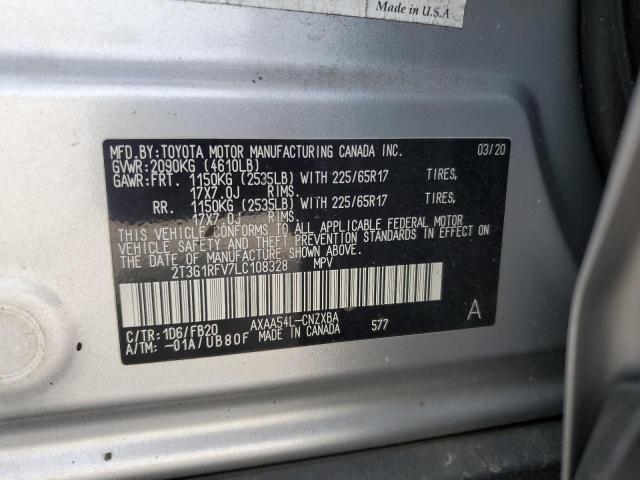 Made in U.S.A
MFD.BY:TOYOTA MOTOR MANUFACTURING CANADA INC. 03/20
GVWR:2090KG (4610LB)
GAWR:FRT. 1150KG (2535LB) WITH 225/65R17 TIRES,
17X7.0J RIMS.
RR. 1150KG (2535LB) WITH 225/65R17 TIRES,
17X7.0J RIMS.
THIS VEHICLE CONFORMS TO ALL APPLICABLE FEDERAL MOTOR
VEHICLE SAFETY AND THEFT PREVENTION STANDARDS IN EFFECT ON
THE DATE OF MANUFACTURE SHOWN ABOVE.
2T3G1RFV7LC108328 MPV
C/TR:1D6/FB20 AXAA54L-CNZXBA A
A/TM:-01A/UB80F MADE IN CANADA 577